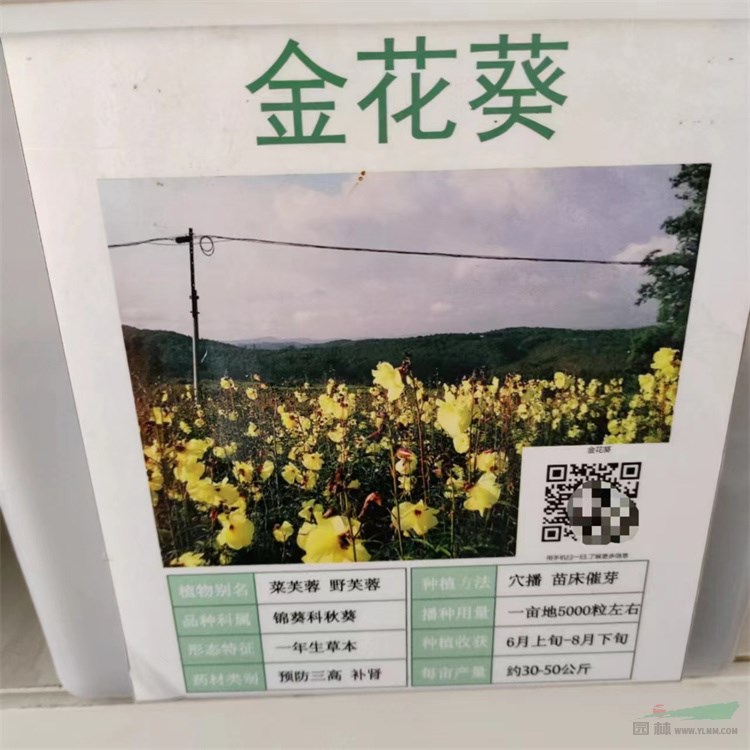 金花葵
金花葵
植物别名 菜芙蓉 野芙蓉
品种科属 锦葵科秋葵
形态特征 一年生草本
药材类别 预防三高 补肾
种植方法 穴播 苗床催芽
播种用量 一亩地5000粒左右
种植收获 6月上旬-8月下旬
每亩产量 约30-50公斤
园林 WWW.YLMM.COM